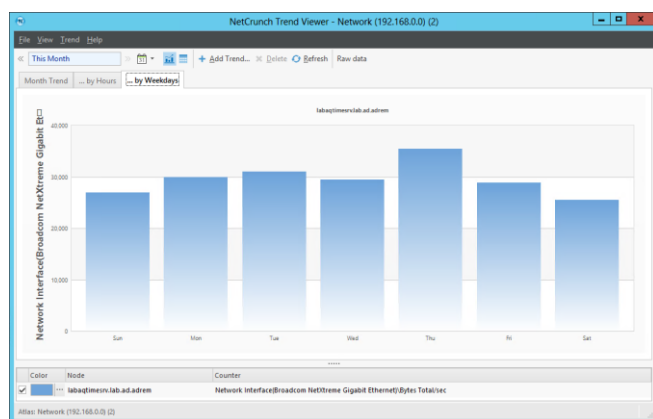 NetCrunch Trend Viewer - Network (192.168.0.0) (2)
File View Trend Help
This Month
31
Add Trend... Delete Refresh Raw data
Month Trend ... by Hours ... by Weekdays
labaqtimesrv.lab.ad.adrem
Network Interface(Broadcom NetXtreme Gigabit Et
40,000
30,000
20,000
10,000
0
Sun Mon Tue Wed Thu Fri Sat
Color Node Counter
labaqtimesrv.lab.ad.adrem Network Interface(Broadcom NetXtreme Gigabit Ethernet)\Bytes Total/sec
Atlas: Network (192.168.0.0) (2)